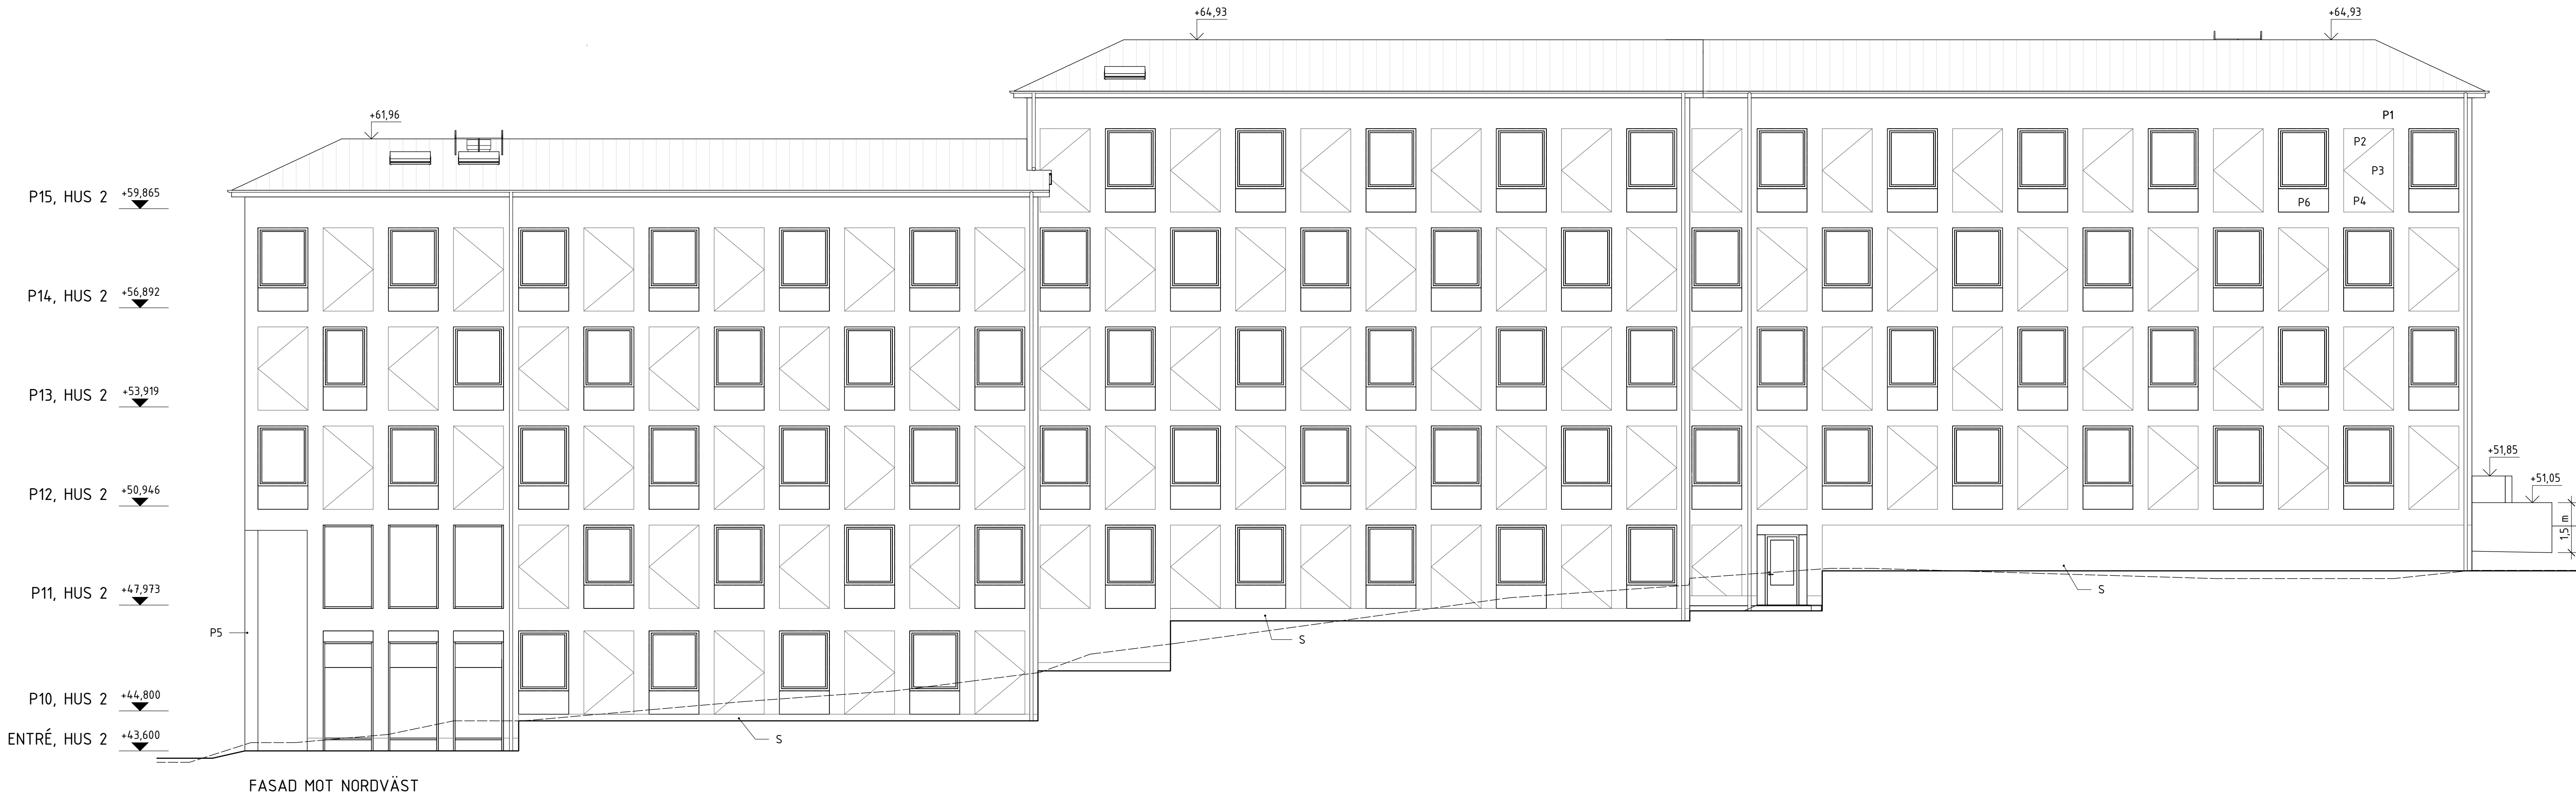 +64,93
+64,93
+61,96
P1
P2
P3
P4
P6
P15, HUS 2 +59,865
P14, HUS 2 +56,892
P13, HUS 2 +53,919
P12, HUS 2 +50,946
+51,85
+51,05
1,5 m
P11, HUS 2 +47,973
S
P5
S
P10, HUS 2 +44,800
ENTRÉ, HUS 2 +43,600
S
FASAD MOT NORDVÄST